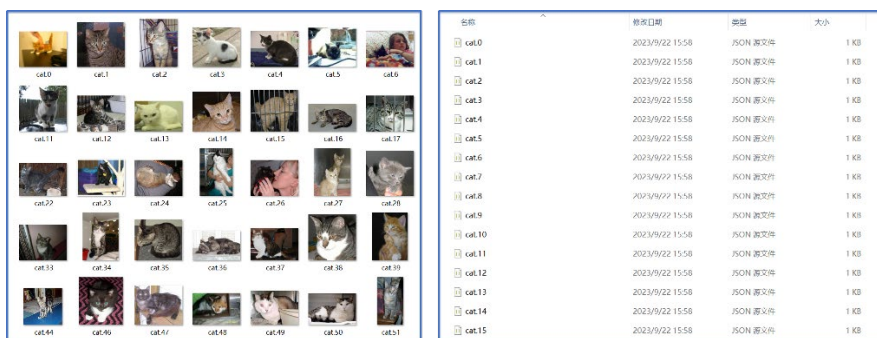 cat.0 cat.1 cat.2 cat.3 cat.4 cat.5 cat.6
cat.11 cat.12 cat.13 cat.14 cat.15 cat.16 cat.17
cat.22 cat.23 cat.24 cat.25 cat.26 cat.27 cat.28
cat.33 cat.34 cat.35 cat.36 cat.37 cat.38 cat.39
cat.44 cat.46 cat.47 cat.48 cat.49 cat.50 cat.51
名称 修改日期 类型 大小
cat.0 2023/9/22 15:58 JSON 源文件 1 KB
cat.1 2023/9/22 15:58 JSON 源文件 1 KB
cat.2 2023/9/22 15:58 JSON 源文件 1 KB
cat.3 2023/9/22 15:58 JSON 源文件 1 KB
cat.4 2023/9/22 15:58 JSON 源文件 1 KB
cat.5 2023/9/22 15:58 JSON 源文件 1 KB
cat.6 2023/9/22 15:58 JSON 源文件 1 KB
cat.7 2023/9/22 15:58 JSON 源文件 1 KB
cat.8 2023/9/22 15:58 JSON 源文件 1 KB
cat.9 2023/9/22 15:58 JSON 源文件 1 KB
cat.10 2023/9/22 15:58 JSON 源文件 1 KB
cat.11 2023/9/22 15:58 JSON 源文件 1 KB
cat.12 2023/9/22 15:58 JSON 源文件 1 KB
cat.13 2023/9/22 15:58 JSON 源文件 1 KB
cat.14 2023/9/22 15:58 JSON 源文件 1 KB
cat.15 2023/9/22 15:58 JSON 源文件 1 KB